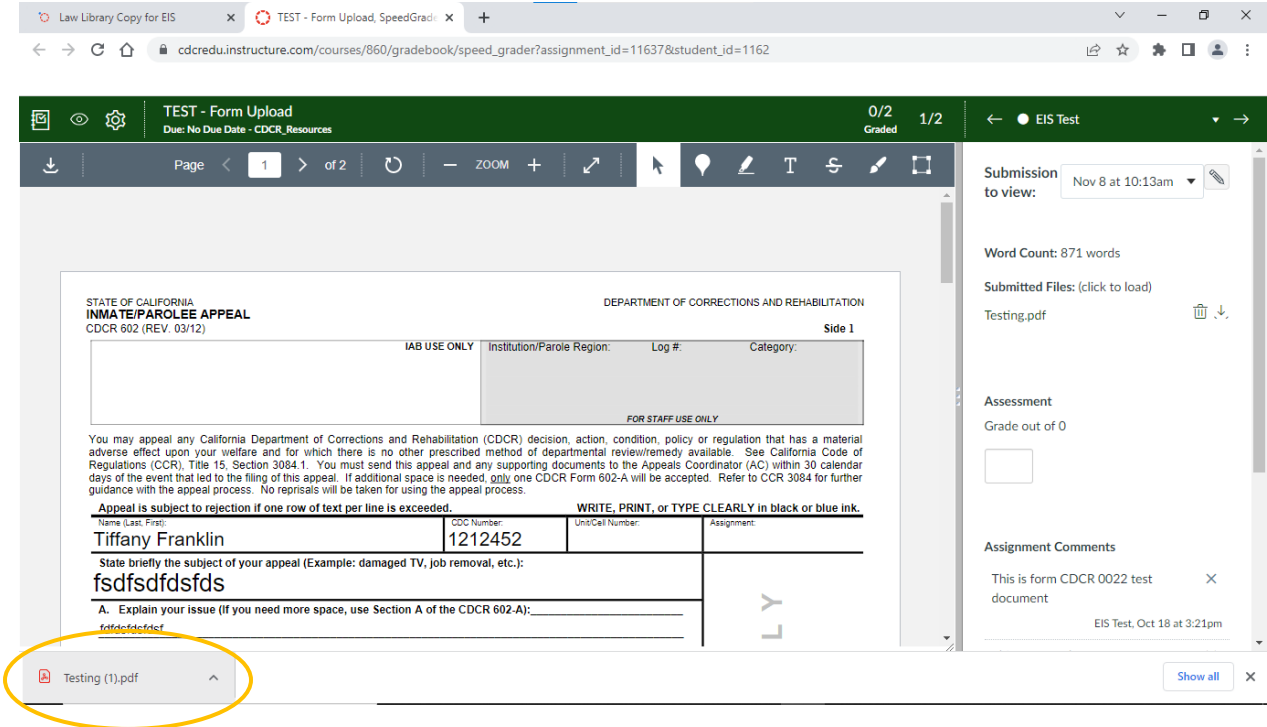 Law Library Copy for EIS
TEST - Form Upload, SpeedGrade
cdcredu.instructure.com/courses/860/gradebook/speed_grader?assignment_id=11637&student_id=1162
TEST - Form Upload
Due: No Due Date - CDCR_Resources
0/2
Graded
1/2
EIS Test
Page 1 of 2
ZOOM
T
S
Submission to view:
Nov 8 at 10:13am
Word Count: 871 words
Submitted Files: (click to load)
Testing.pdf
Assessment
Grade out of 0
Assignment Comments
This is form CDCR 0022 test
document
EIS Test, Oct 18 at 3:21pm
STATE OF CALIFORNIA
DEPARTMENT OF CORRECTIONS AND REHABILITATION
INMATE/PAROLEE APPEAL
CDCR 602 (REV. 03/12)
Side 1
IAB USE ONLY
Institution/Parole Region:
Log #:
Category:
FOR STAFF USE ONLY
You may appeal any California Department of Corrections and Rehabilitation (CDCR) decision, action, condition, policy or regulation that has a material
adverse effect upon your welfare and for which there is no other prescribed method of departmental review/remedy available. See California Code of
Regulations (CCR), Title 15, Section 3084.1. You must send this appeal and any supporting documents to the Appeals Coordinator (AC) within 30 calendar
days of the event that led to the filing of this appeal. If additional space is needed, only one CDCR Form 602-A will be accepted. Refer to CCR 3084 for further
guidance with the appeal process. No reprisals will be taken for using the appeal process.
Appeal is subject to rejection if one row of text per line is exceeded.
WRITE, PRINT, or TYPE CLEARLY in black or blue ink.
Name (Last, First):
CDC Number:
Unit/Cell Number:
Assignment:
Tiffany Franklin
1212452
State briefly the subject of your appeal (Example: damaged TV, job removal, etc.):
fsdfsdfdsfds
A. Explain your issue (If you need more space, use Section A of the CDCR 602-A):
L Y
Testing (1).pdf
Show all